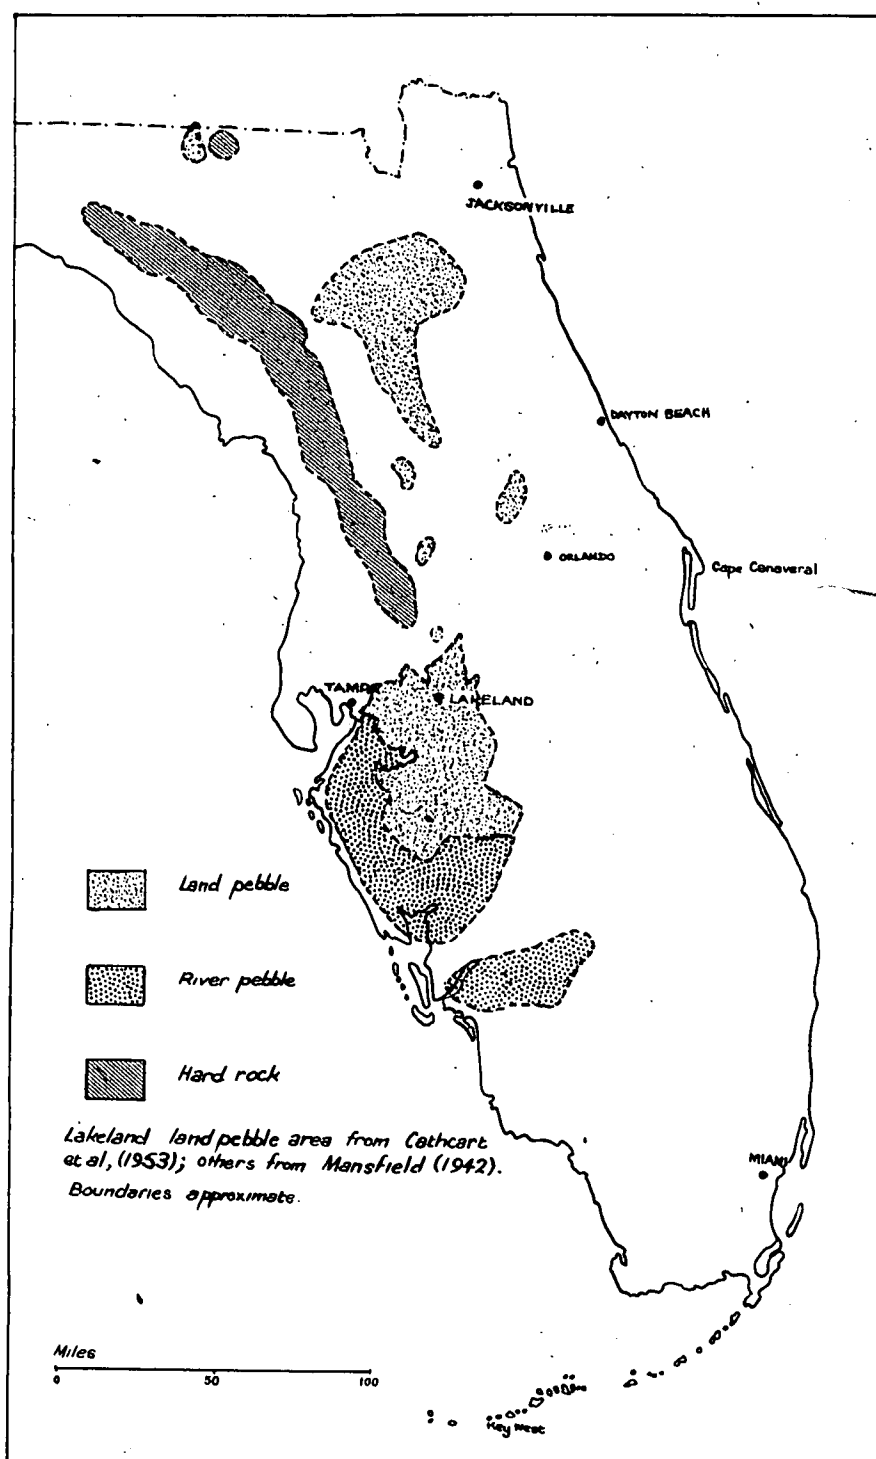 JACKSONVILLE
DAYTON BEACH
ORLANDO
Cape Canaveral
TAMPA
LAKELAND
Land pebble
River pebble
Hard rock
Lakeland land pebble area from Cathcart
et al, (1953); others from Mansfield (1942).
Boundaries approximate.
MIAMI
Miles
0 50 100
Key West